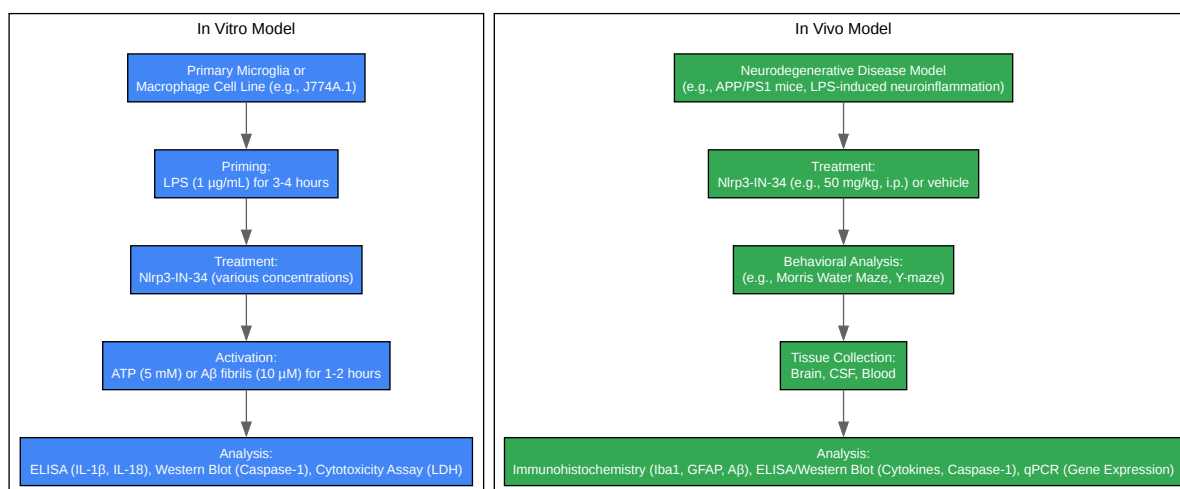 In Vitro Model
Primary Microglia or
Macrophage Cell Line (e.g., J774A.1)
Priming:
LPS (1 µg/mL) for 3-4 hours
Treatment:
Nlrp3-IN-34 (various concentrations)
Activation:
ATP (5 mM) or Aβ fibrils (10 µM) for 1-2 hours
Analysis:
ELISA (IL-1β, IL-18), Western Blot (Caspase-1), Cytotoxicity Assay (LDH)
In Vivo Model
Neurodegenerative Disease Model
(e.g., APP/PS1 mice, LPS-induced neuroinflammation)
Treatment:
Nlrp3-IN-34 (e.g., 50 mg/kg, i.p.) or vehicle
Behavioral Analysis:
(e.g., Morris Water Maze, Y-maze)
Tissue Collection:
Brain, CSF, Blood
Analysis:
Immunohistochemistry (Iba1, GFAP, Aβ), ELISA/Western Blot (Cytokines, Caspase-1), qPCR (Gene Expression)